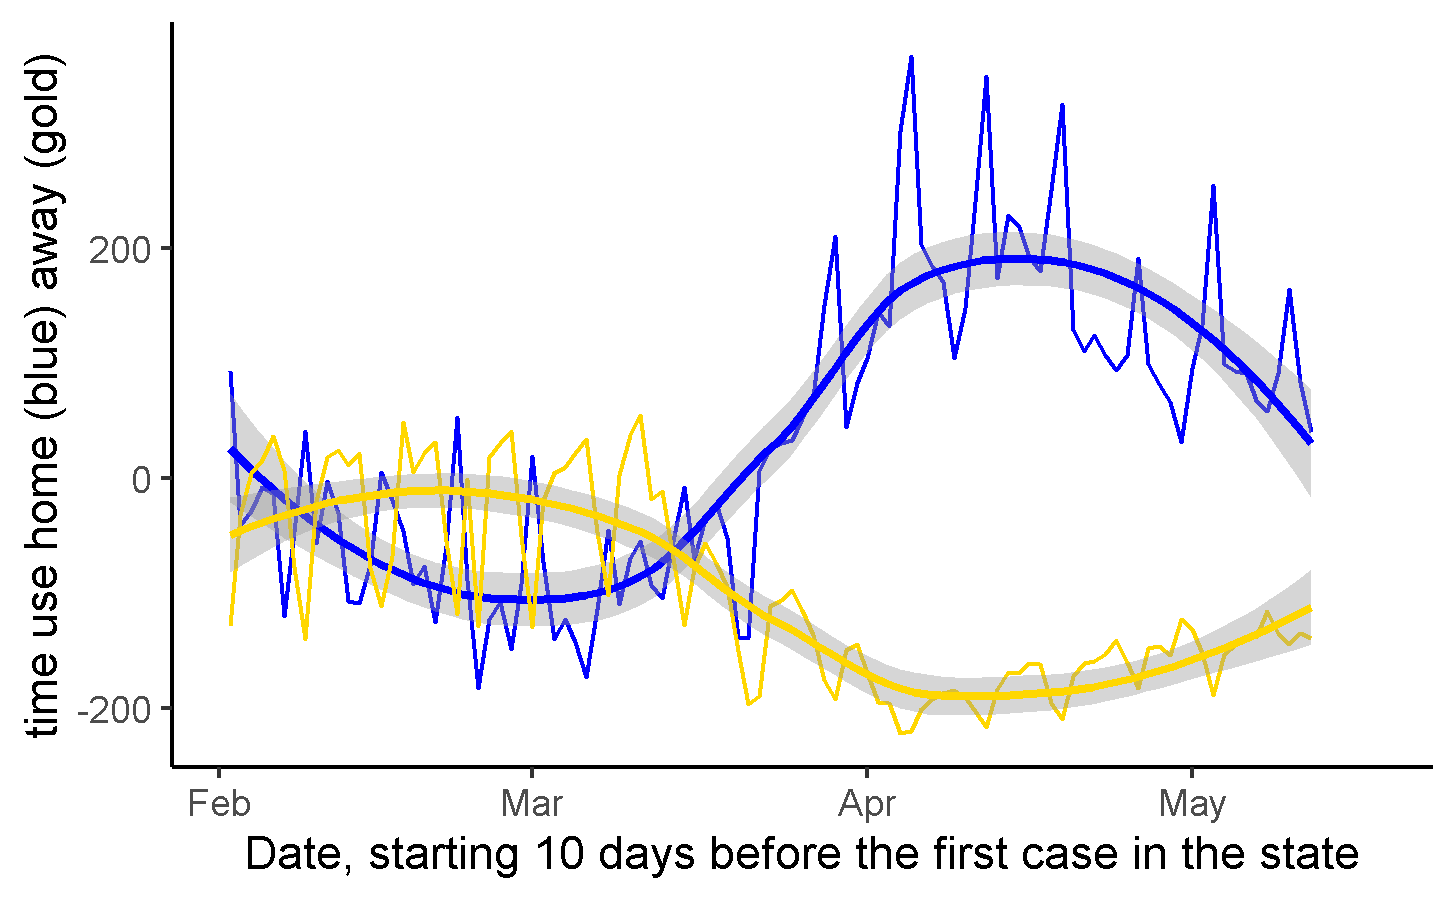 time use home (blue) away (gold)
200
0
-200
Feb
Mar
Apr
May
Date, starting 10 days before the first case in the state